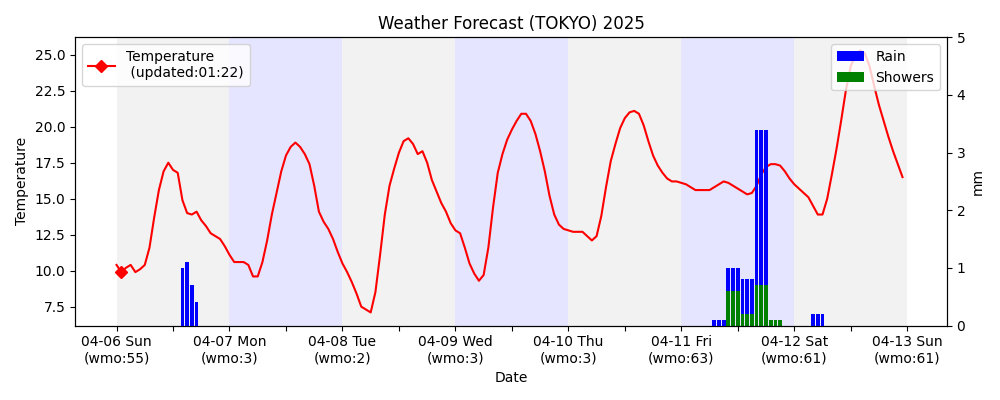 Weather Forecast (TOKYO) 2025
Temperature
(updated:01:22)
Rain
Showers
Temperature
25.0
22.5
20.0
17.5
15.0
12.5
10.0
7.5
5
4
3
2
1
0
mm
04-06 Sun 04-07 Mon 04-08 Tue 04-09 Wed 04-10 Thu 04-11 Fri 04-12 Sat 04-13 Sun
(wmo:55) (wmo:3) (wmo:2) (wmo:3) (wmo:3) (wmo:63) (wmo:61) (wmo:61)
Date